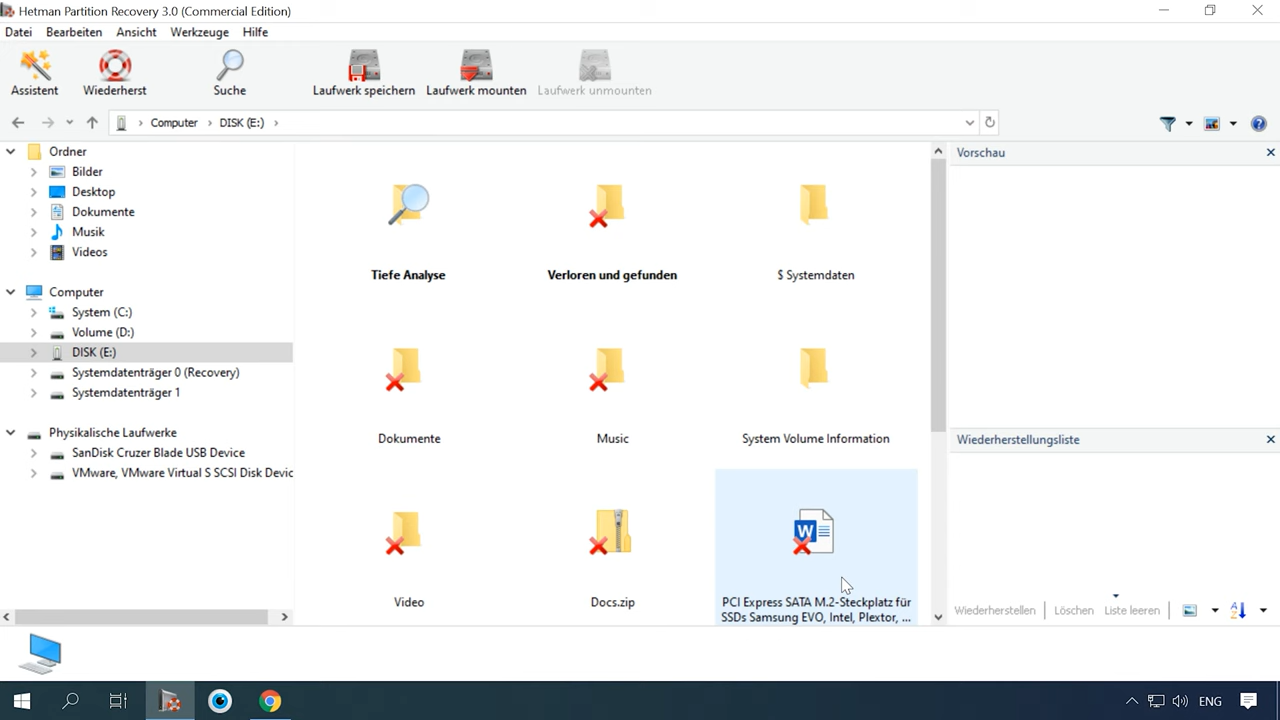 Hetman Partition Recovery 3.0 (Commercial Edition)
Datei Bearbeiten Ansicht Werkzeuge Hilfe
Assistent Wiederherst Suche Laufwerk speichern Laufwerk mounten Laufwerk unmounten
Computer DISK (E:)
Ordner
Bilder
Desktop
Dokumente
Musik
Videos
Computer
System (C:)
Volume (D:)
DISK (E:)
Systemdatenträger 0 (Recovery)
Systemdatenträger 1
Physikalische Laufwerke
SanDisk Cruzer Blade USB Device
VMware, VMware Virtual S SCSI Disk Devic
Tiefe Analyse
Verloren und gefunden
$ Systemdaten
Dokumente
Music
System Volume Information
Video
Docs.zip
PCI Express SATA M.2-Steckplatz für
SSDs Samsung EVO, Intel, Plextor, ...
Vorschau
Wiederherstellungsliste
Wiederherstellen Löschen Liste leeren
ENG